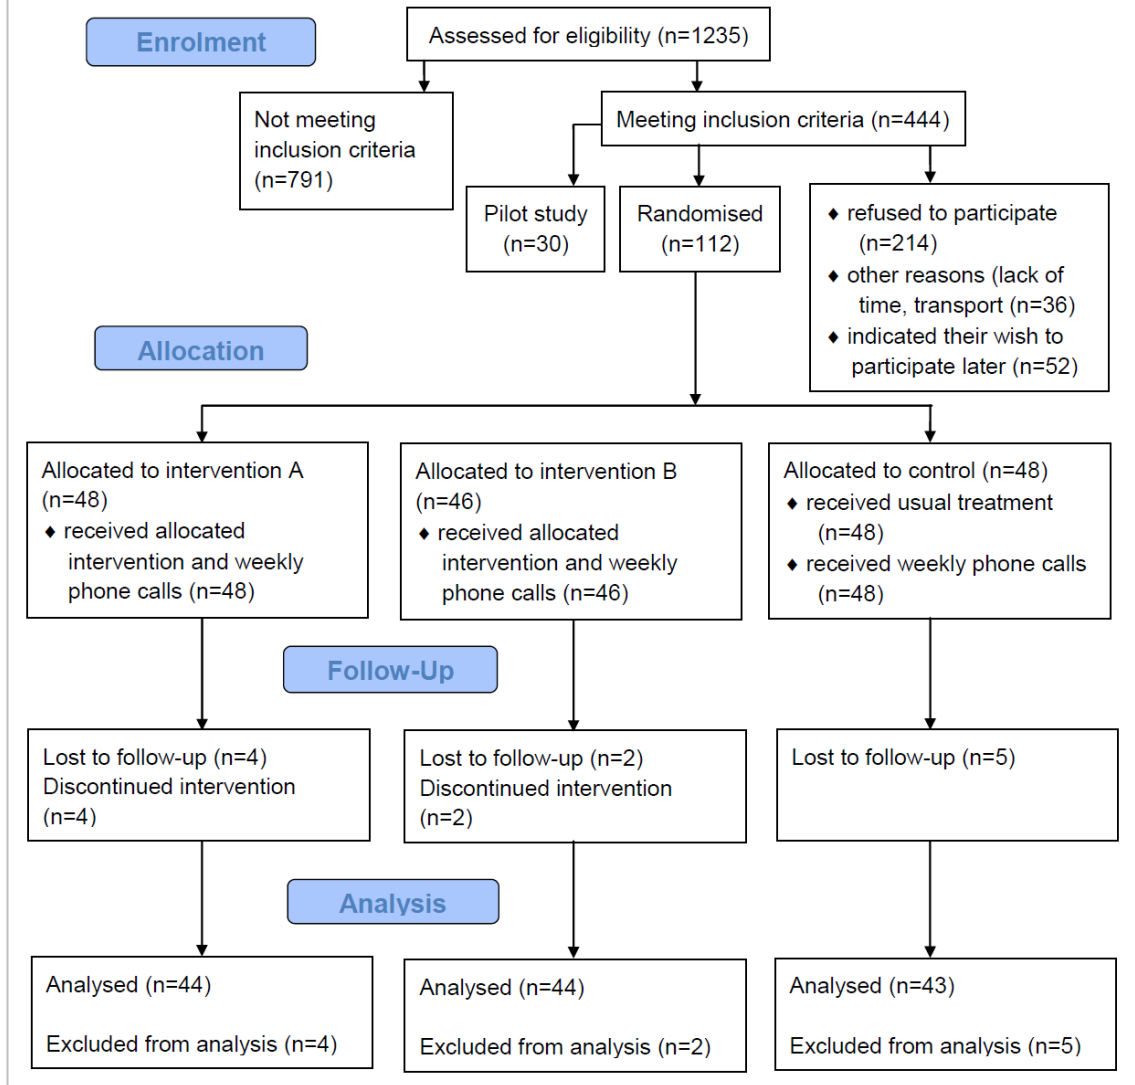 Enrolment
Assessed for eligibility (n=1235)
Not meeting
inclusion criteria
(n=791)
Meeting inclusion criteria (n=444)
Pilot study
(n=30)
Randomised
(n=112)
♦ refused to participate
(n=214)
♦ other reasons (lack of
time, transport (n=36)
♦ indicated their wish to
participate later (n=52)
Allocation
Allocated to intervention A
(n=48)
♦ received allocated
intervention and weekly
phone calls (n=48)
Allocated to intervention B
(n=46)
♦ received allocated
intervention and weekly
phone calls (n=46)
Allocated to control (n=48)
♦ received usual treatment
(n=48)
♦ received weekly phone calls
(n=48)
Follow-Up
Lost to follow-up (n=4)
Discontinued intervention
(n=4)
Lost to follow-up (n=2)
Discontinued intervention
(n=2)
Lost to follow-up (n=5)
Analysis
Analysed (n=44)
Excluded from analysis (n=4)
Analysed (n=44)
Excluded from analysis (n=2)
Analysed (n=43)
Excluded from analysis (n=5)